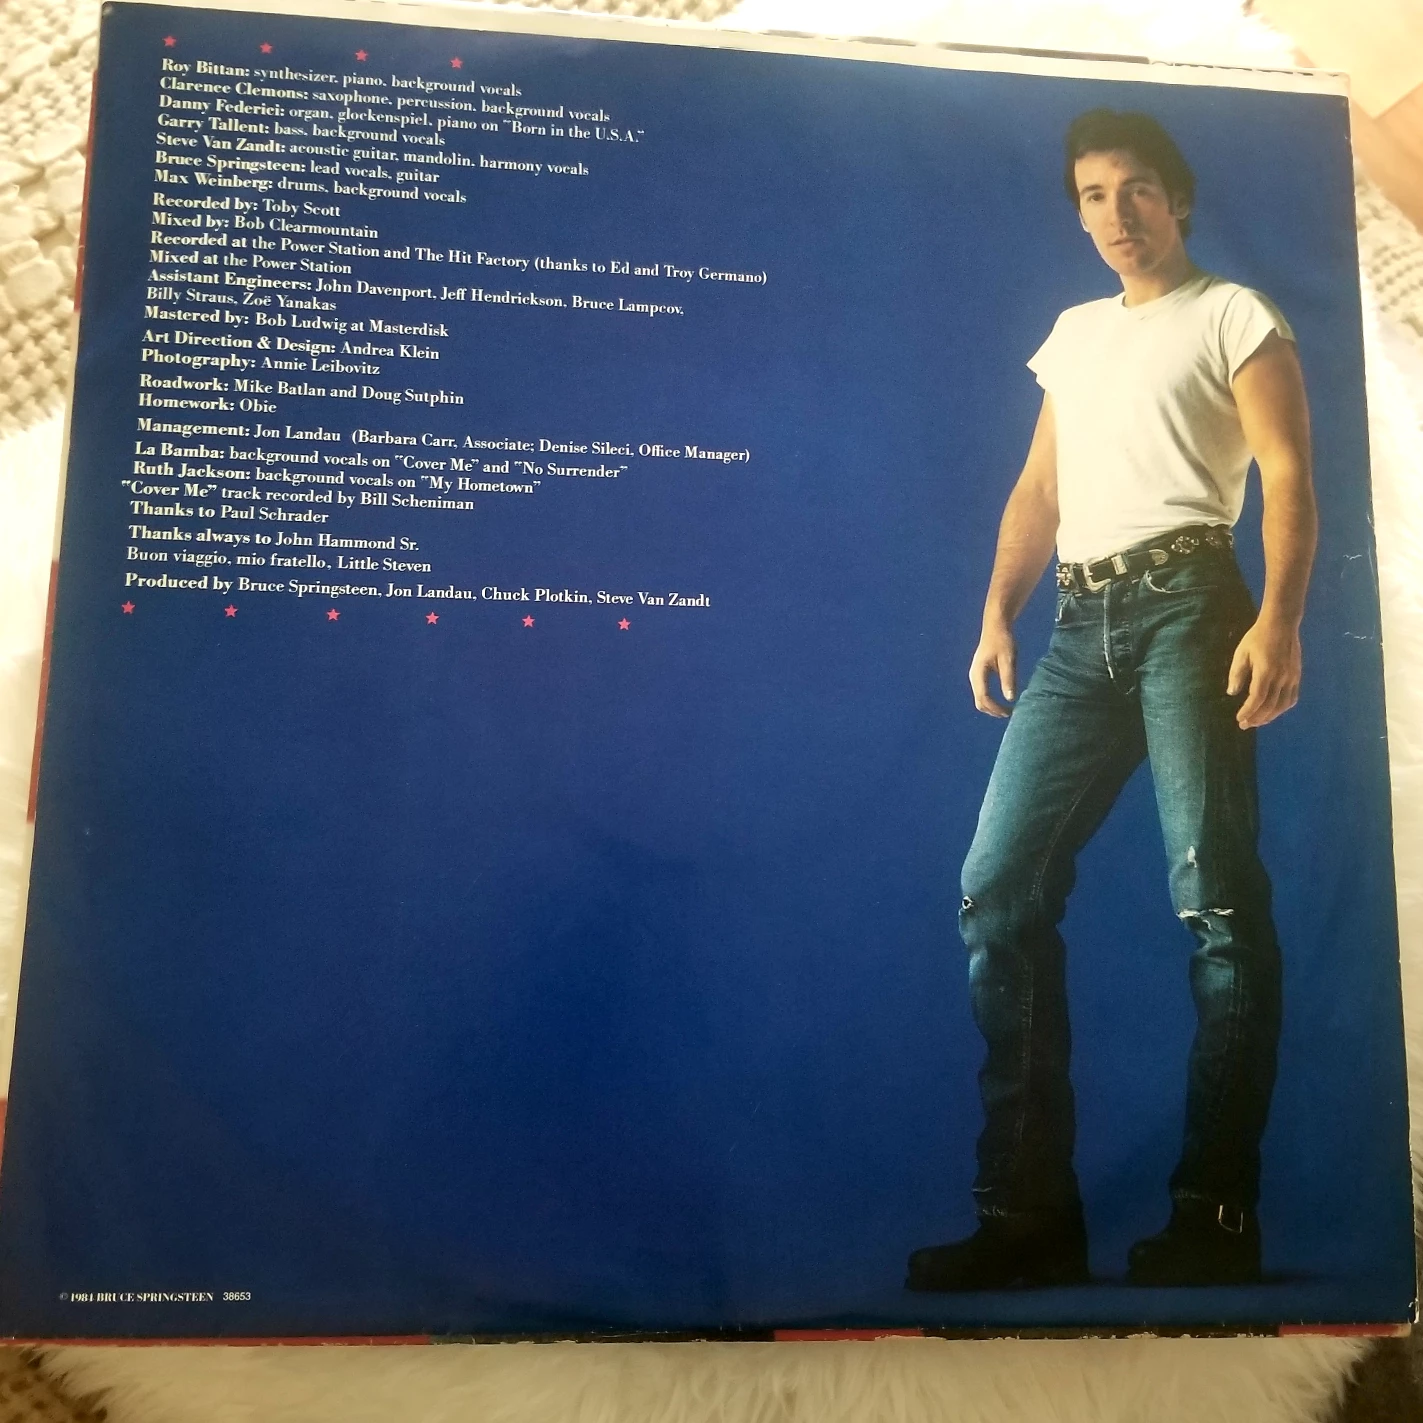 Roy Bittan: synthesizer, piano, background vocals
Clarence Clemons: saxophone, percussion, background vocals
Danny Federici: organ, glockenspiel, piano on "Born in the U.S.A."
Garry Tallent: bass, background vocals
Steve Van Zandt: acoustic guitar, mandolin, harmony vocals
Bruce Springsteen: lead vocals, guitar
Max Weinberg: drums, background vocals
Recorded by: Toby Scott
Mixed by: Bob Clearmountain
Recorded at the Power Station and The Hit Factory (thanks to Ed and Troy Germano)
Mixed at the Power Station
Assistant Engineers: John Davenport, Jeff Hendrickson, Bruce Lampcov,
Billy Straus, Zoë Yanakas
Mastered by: Bob Ludwig at Masterdisk
Art Direction & Design: Andrea Klein
Photography: Annie Leibovitz
Roadwork: Mike Batlan and Doug Sutphin
Homework: Obie
Management: Jon Landau (Barbara Carr, Associate; Denise Sileci, Office Manager)
La Bamba: background vocals on "Cover Me" and "No Surrender"
Ruth Jackson: background vocals on "My Hometown"
"Cover Me" track recorded by Bill Scheniman
Thanks to Paul Schrader
Thanks always to John Hammond Sr.
Buon viaggio, mio fratello, Little Steven
Produced by Bruce Springsteen, Jon Landau, Chuck Plotkin, Steve Van Zandt
© 1984 BRUCE SPRINGSTEEN 38653